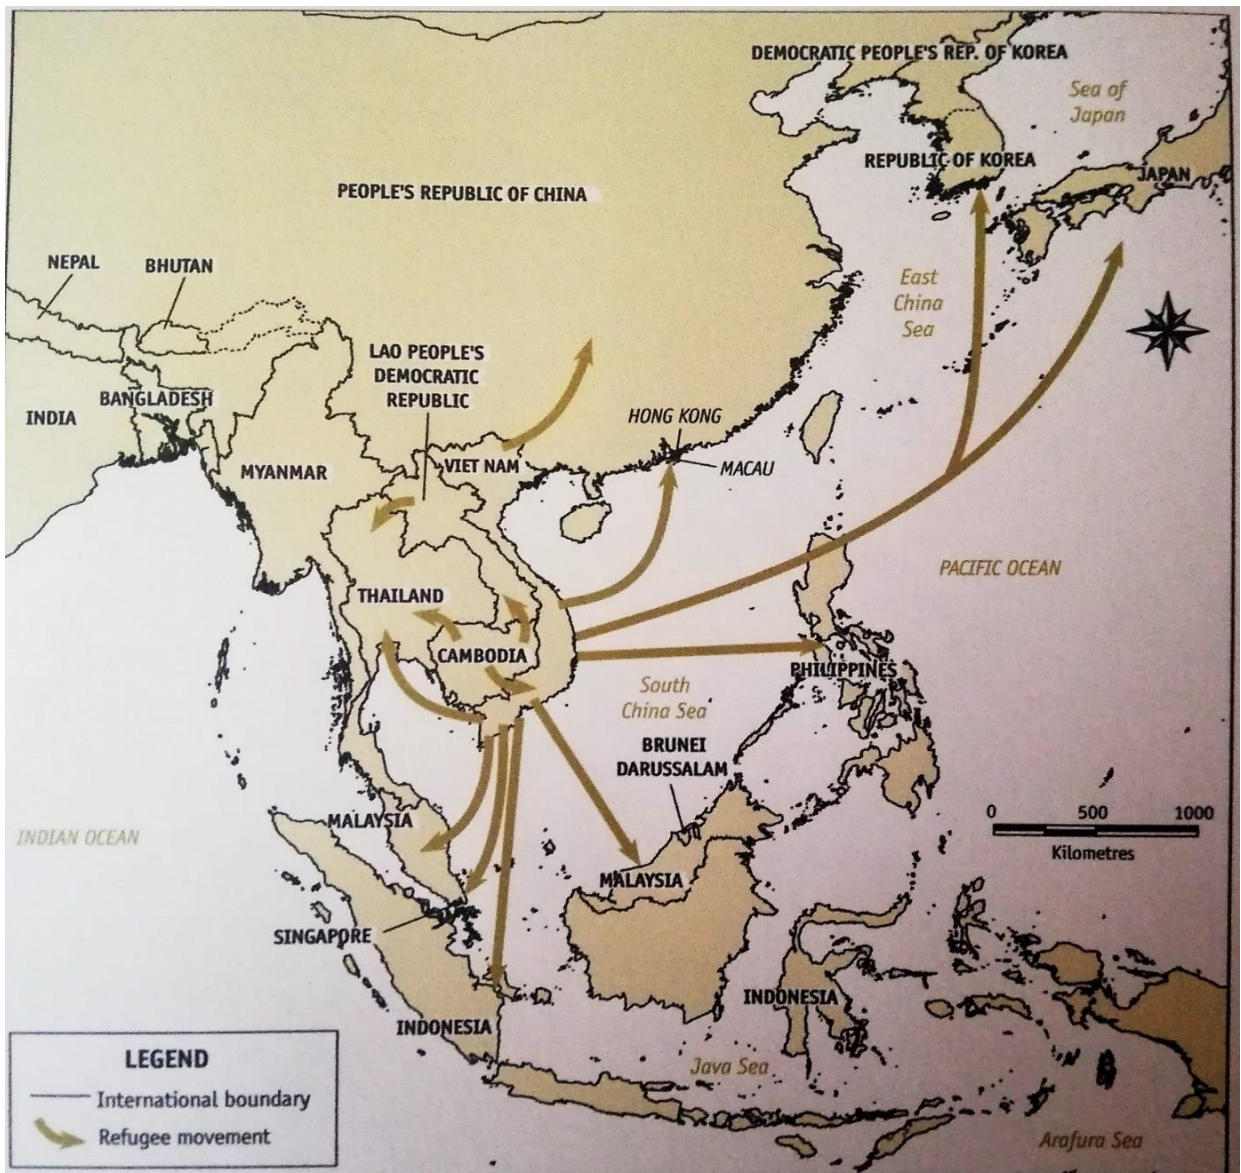 DEMOCRATIC PEOPLE'S REP. OF KOREA
Sea of
Japan
REPUBLIC OF KOREA
JAPAN
PEOPLE'S REPUBLIC OF CHINA
NEPAL
BHUTAN
East
China
Sea
LAO PEOPLE'S
DEMOCRATIC
REPUBLIC
BANGLADESH
INDIA
HONG KONG
MACAU
MYANMAR
VIET NAM
PACIFIC OCEAN
THAILAND
CAMBODIA
PHILIPPINES
South
China Sea
BRUNEI
DARUSSALAM
INDIAN OCEAN
MALAYSIA
0 500 1000
Kilometres
MALAYSIA
SINGAPORE
INDONESIA
INDONESIA
Java Sea
Arafura Sea
LEGEND
International boundary
Refugee movement